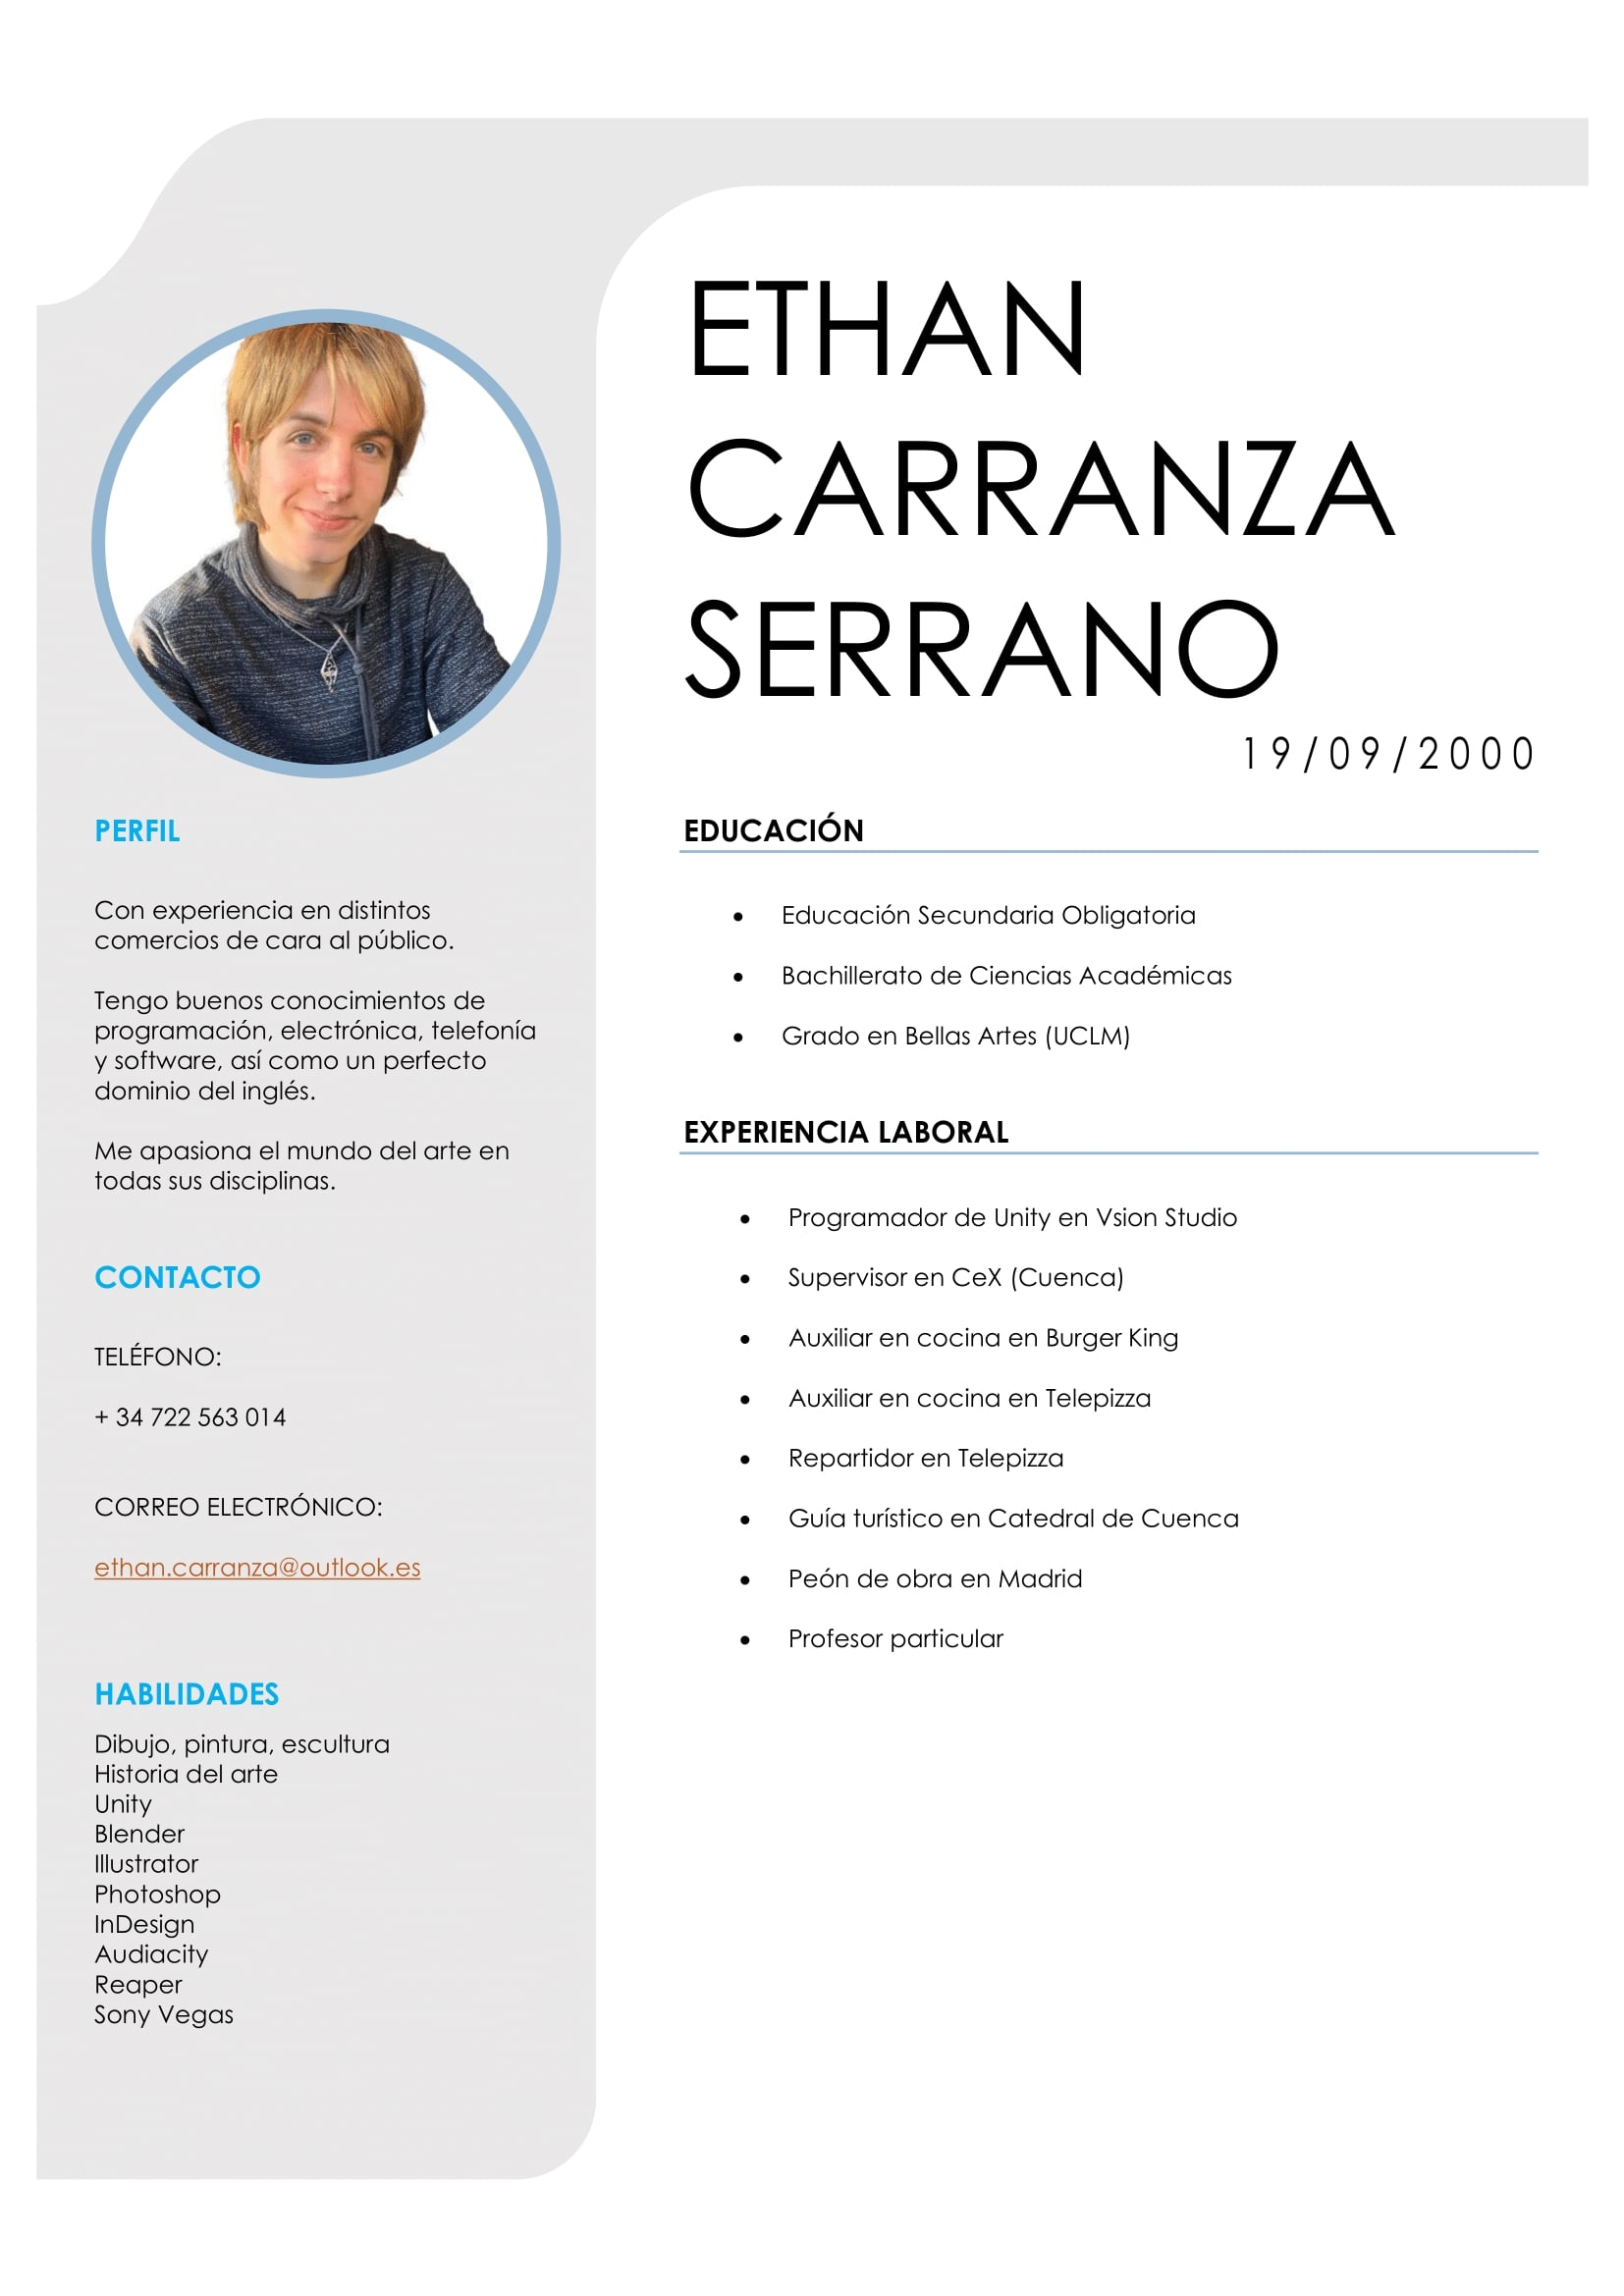 ETHAN
CARRANZA
SERRANO
19/09/2000
PERFIL
Con experiencia en distintos
comercios de cara al público.
Tengo buenos conocimientos de
programación, electrónica, telefonía
y software, así como un perfecto
dominio del inglés.
Me apasiona el mundo del arte en
todas sus disciplinas.
CONTACTO
TELÉFONO:
+ 34 722 563 014
CORREO ELECTRÓNICO:
ethan.carranza@outlook.es
HABILIDADES
Dibujo, pintura, escultura
Historia del arte
Unity
Blender
Illustrator
Photoshop
InDesign
Audiacity
Reaper
Sony Vegas
EDUCACIÓN
• Educación Secundaria Obligatoria
• Bachillerato de Ciencias Académicas
• Grado en Bellas Artes (UCLM)
EXPERIENCIA LABORAL
• Programador de Unity en Vsion Studio
• Supervisor en CeX (Cuenca)
• Auxiliar en cocina en Burger King
• Auxiliar en cocina en Telepizza
• Repartidor en Telepizza
• Guía turístico en Catedral de Cuenca
• Peón de obra en Madrid
• Profesor particular